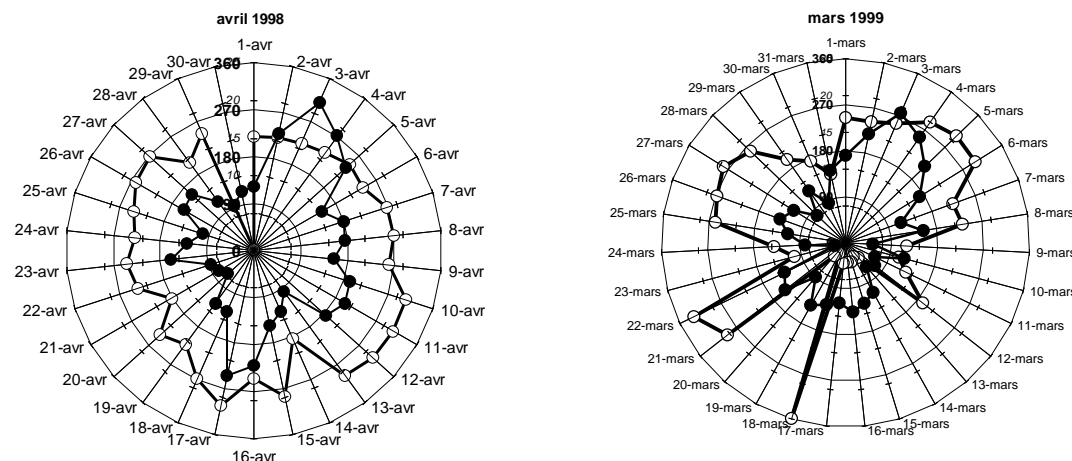 avril 1998
1-avr
2-avr
3-avr
4-avr
5-avr
6-avr
7-avr
8-avr
9-avr
10-avr
11-avr
12-avr
13-avr
14-avr
15-avr
16-avr
17-avr
18-avr
19-avr
20-avr
21-avr
22-avr
23-avr
24-avr
25-avr
26-avr
27-avr
28-avr
29-avr
30-avr
360
20
270
15
180
10
mars 1999
1-mars
2-mars
3-mars
4-mars
5-mars
6-mars
7-mars
8-mars
9-mars
10-mars
11-mars
12-mars
13-mars
14-mars
15-mars
16-mars
17-mars
18-mars
19-mars
20-mars
21-mars
22-mars
23-mars
24-mars
25-mars
26-mars
27-mars
28-mars
29-mars
30-mars
31-mars
360
20
270
15
180
10